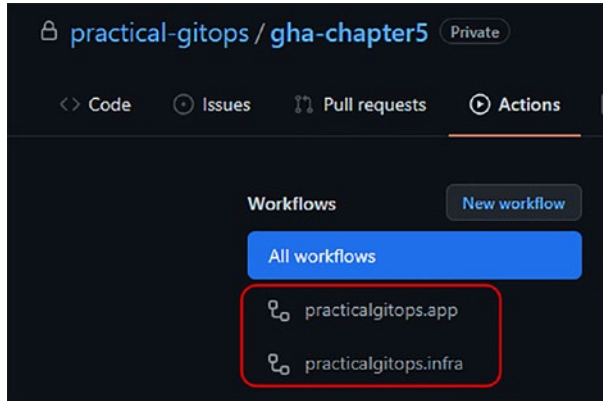 practical-gitops / gha-chapter5 Private
<> Code Issues Pull requests Actions
Workflows New workflow
All workflows
practicalgitops.app
practicalgitops.infra